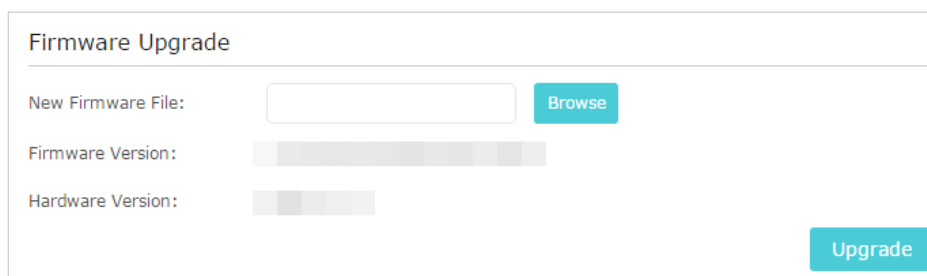 Firmware Upgrade
New Firmware File:
Browse
Firmware Version:
Hardware Version:
Upgrade